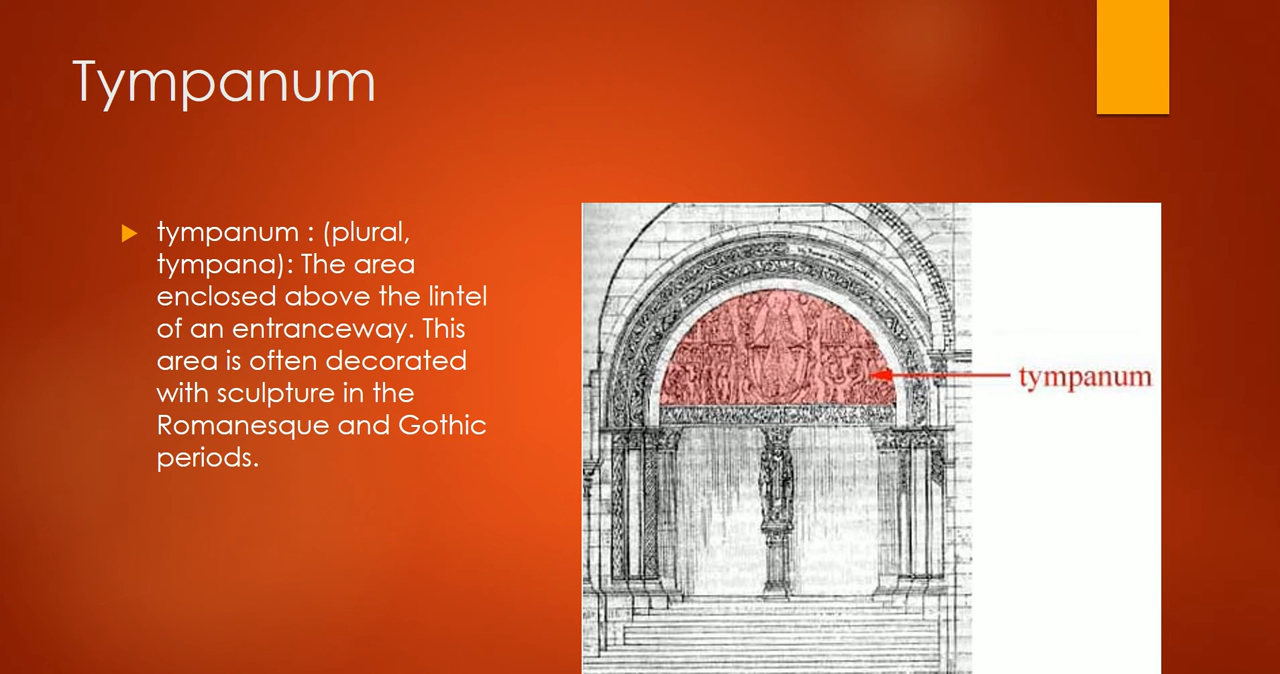 Tympanum
tympanum : (plural,
tympana): The area
enclosed above the lintel
of an entranceway. This
area is often decorated
with sculpture in the
Romanesque and Gothic
periods.
tympanum